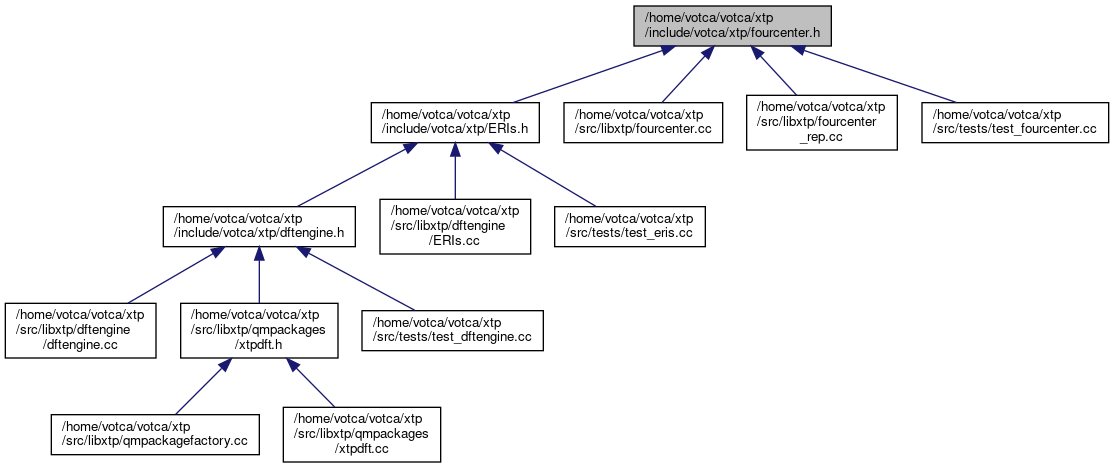 /home/votca/votca/xtp
/include/votca/xtp/fourcenter.h
/home/votca/votca/xtp
/include/votca/xtp/ERIs.h
/home/votca/votca/xtp
/src/libxtp/fourcenter.cc
/home/votca/votca/xtp
/src/libxtp/fourcenter
_rep.cc
/home/votca/votca/xtp
/src/tests/test_fourcenter.cc
/home/votca/votca/xtp
/include/votca/xtp/dftengine.h
/home/votca/votca/xtp
/src/libxtp/dftengine
/ERIs.cc
/home/votca/votca/xtp
/src/tests/test_eris.cc
/home/votca/votca/xtp
/src/libxtp/dftengine
/dftengine.cc
/home/votca/votca/xtp
/src/libxtp/qmpackages
/xtpdft.h
/home/votca/votca/xtp
/src/tests/test_dftengine.cc
/home/votca/votca/xtp
/src/libxtp/qmpackagefactory.cc
/home/votca/votca/xtp
/src/libxtp/qmpackages
/xtpdft.cc